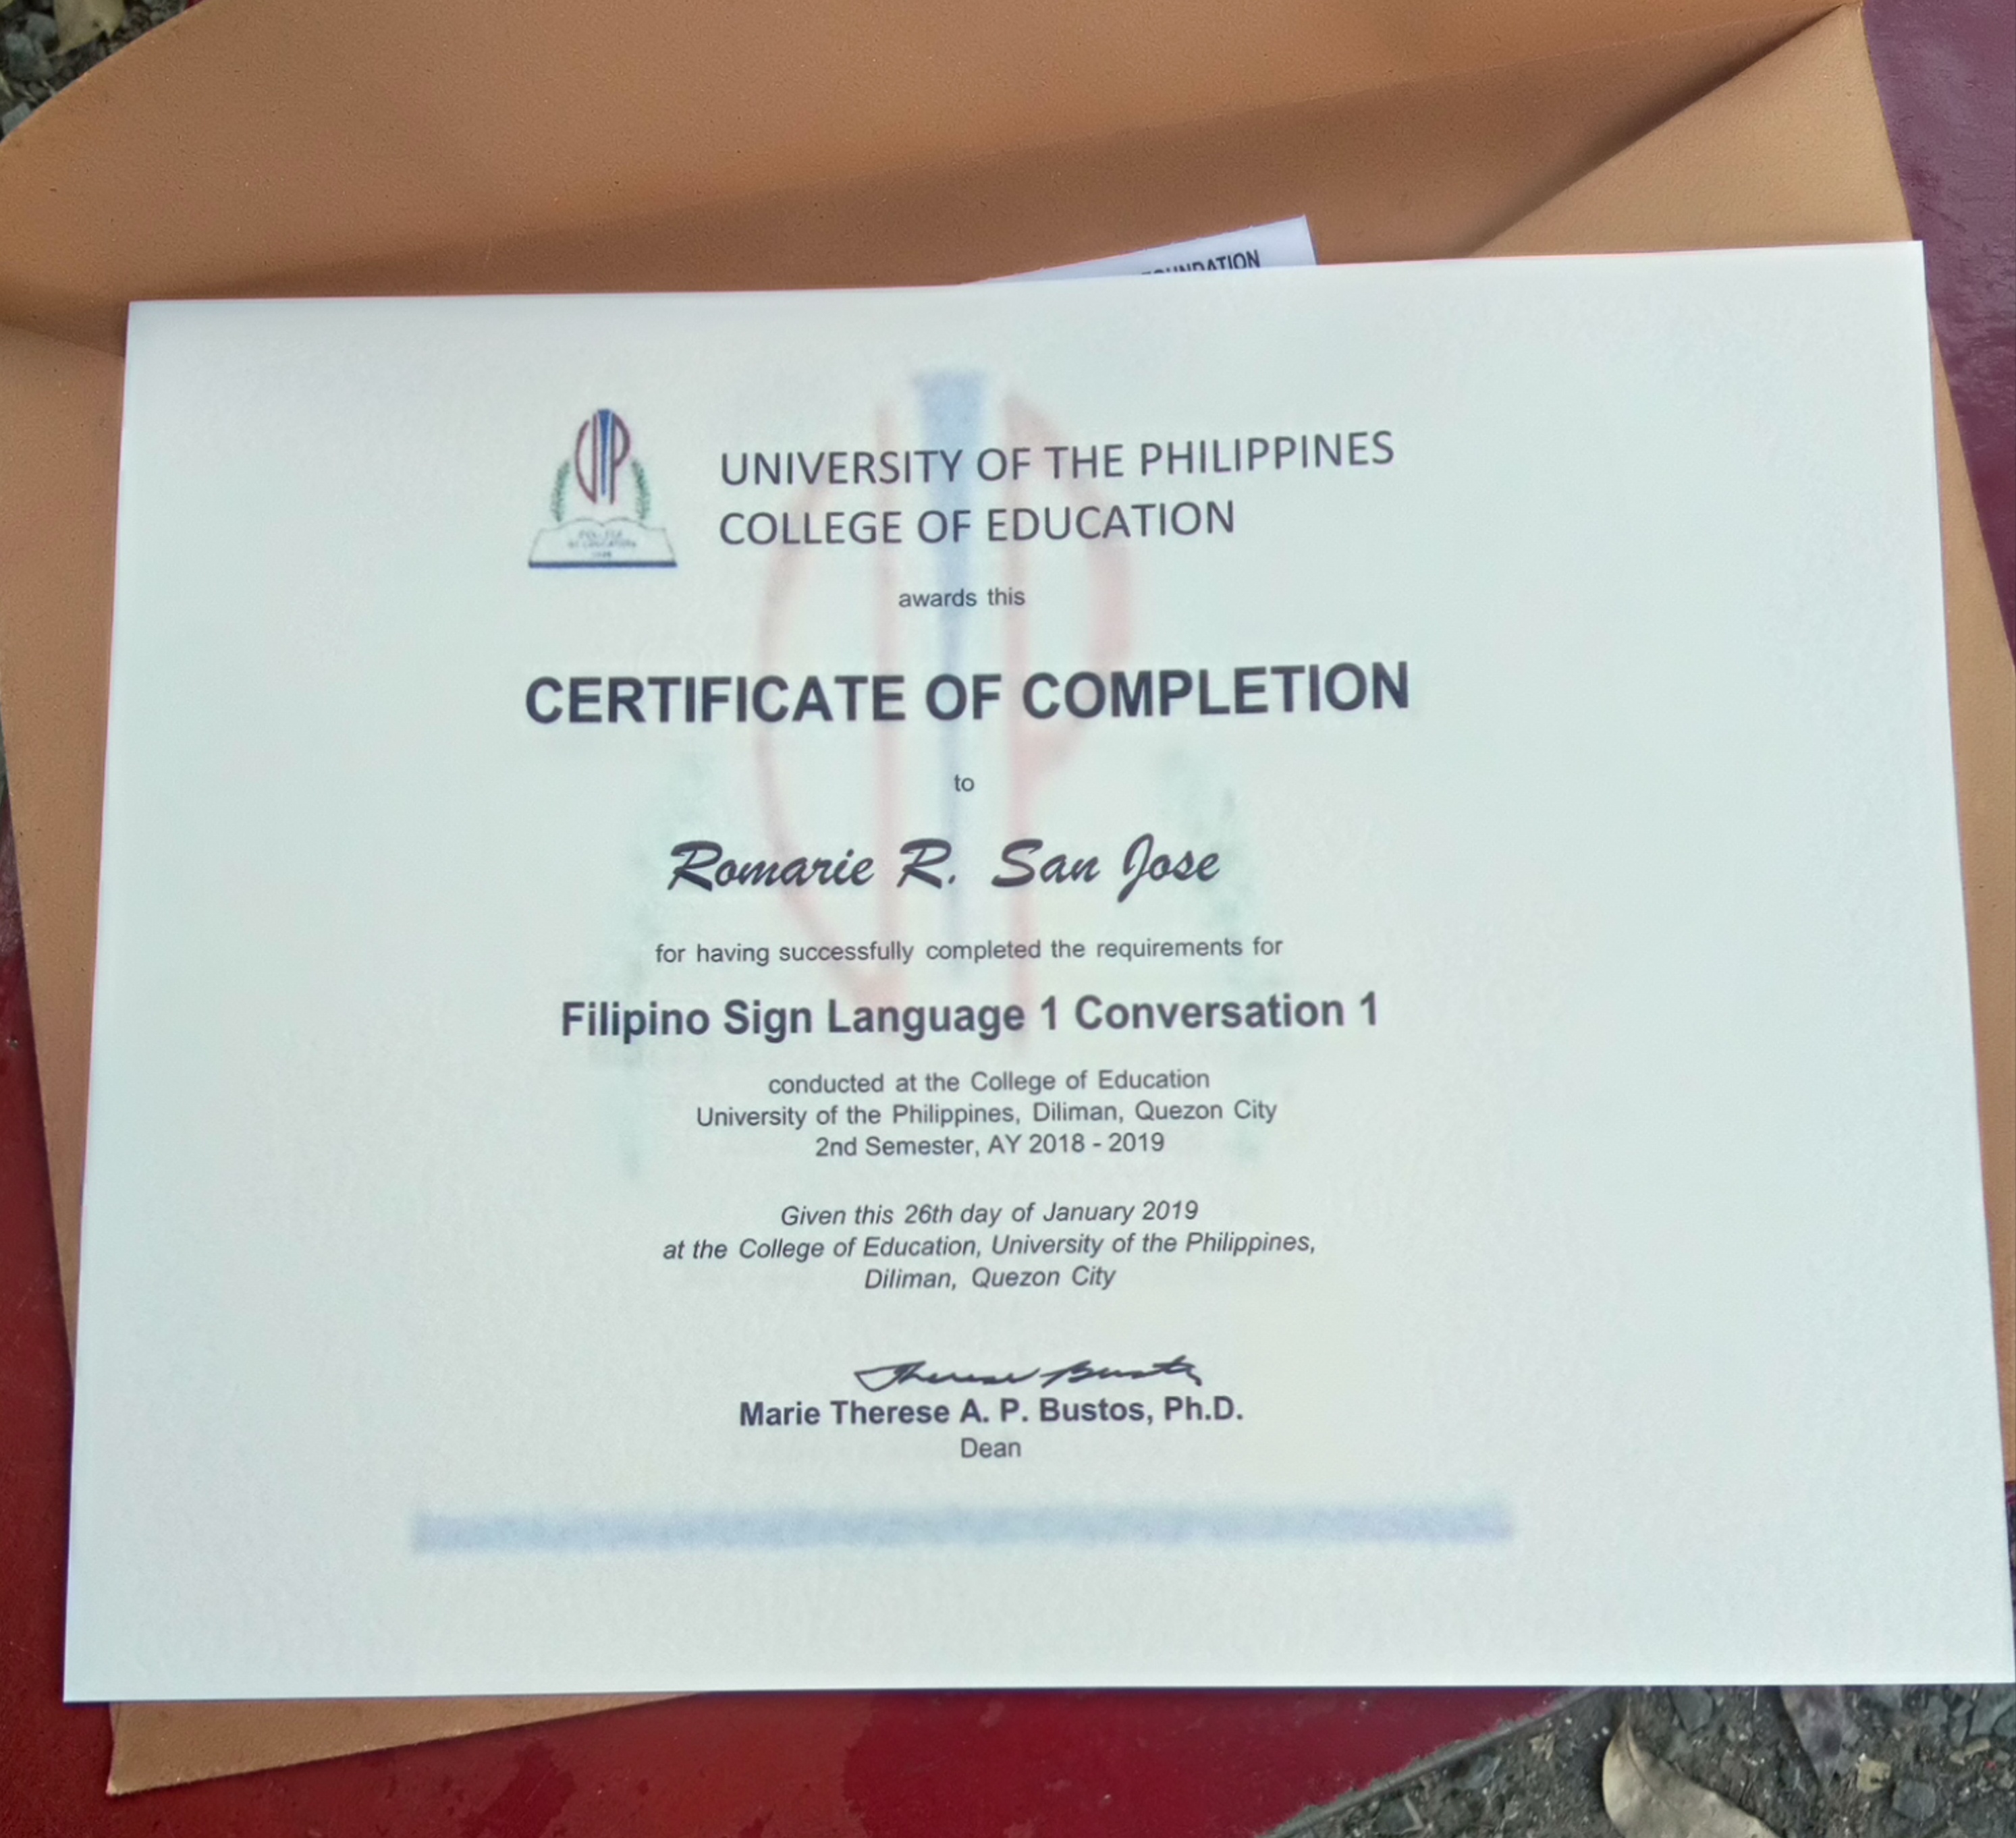 UNDATION
UP
UNIVERSITY OF THE PHILIPPINES
COLLEGE OF EDUCATION
awards this
CERTIFICATE OF COMPLETION
to
Romarie R. San Jose
for having successfully completed the requirements for
Filipino Sign Language 1 Conversation 1
conducted at the College of Education
University of the Philippines, Diliman, Quezon City
2nd Semester, AY 2018 - 2019
Given this 26th day of January 2019
at the College of Education, University of the Philippines,
Diliman, Quezon City
Therese Bustos
Marie Therese A. P. Bustos, Ph.D.
Dean